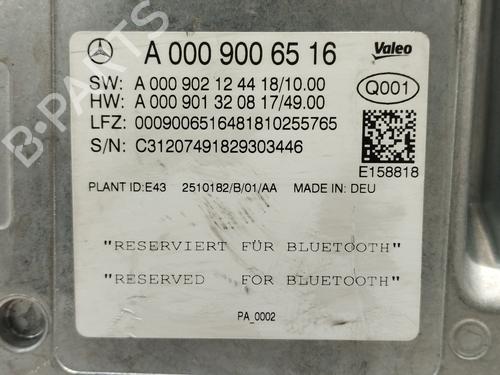 A 000 900 65 16
Valeo
SW: A 000 902 12 44 18/10.00
HW: A 000 901 32 08 17/49.00
Q001
LFZ: 0009006516481810255765
S/N: C31207491829303446
E158818
PLANT ID: E43 2510182/B/01/AA MADE IN: DEU
"RESERVIERT FÜR BLUETOOTH"
"RESERVED FOR BLUETOOTH"
PA_0002
B-PARTS